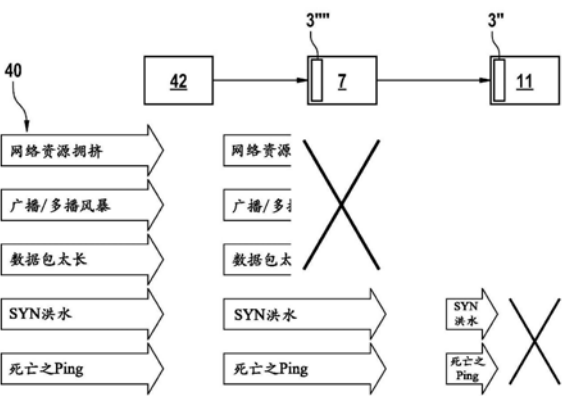 3""
3"
40
42
7
11
网络资源拥挤
网络资源
广播/多播风暴
广播/多
数据包太长
数据包太
SYN洪水
SYN洪水
SYN
洪水
死亡之Ping
死亡之Ping
死亡之
Ping